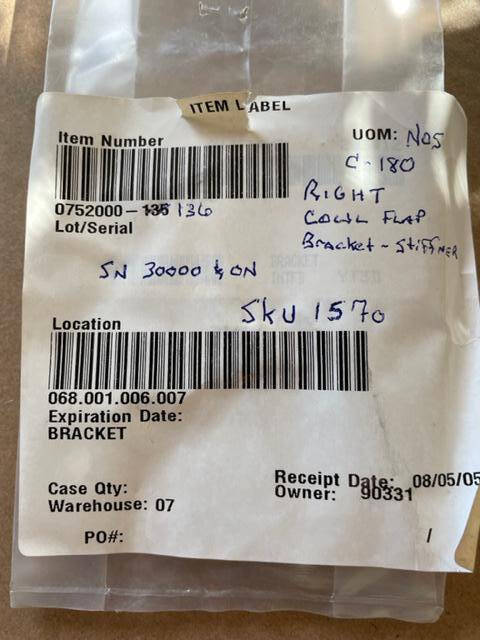 ITEM LABEL
Item Number
UOM: NOS
C-180
RIGHT
COWL FLAP
Bracket - STIFFNER
0752000-135 136
Lot/Serial
SN 30000 & ON
SKU 1570
Location
068.001.006.007
Expiration Date:
BRACKET
Receipt Date: 08/05/05
Case Qty:
Owner: 90331
Warehouse: 07
PO#:
/